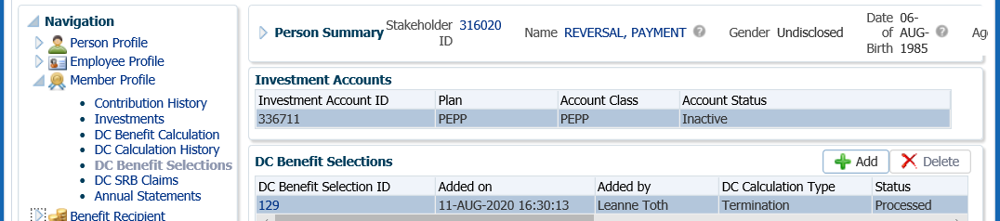 Navigation
Person Profile
Employee Profile
Member Profile
Contribution History
Investments
DC Benefit Calculation
DC Calculation History
DC Benefit Selections
DC SRB Claims
Annual Statements
Benefit Recipient
Person Summary
Stakeholder ID 316020
Name REVERSAL, PAYMENT
Gender Undisclosed
Date of Birth 06-AUG-1985
Investment Accounts
Investment Account ID Plan Account Class Account Status
336711 PEPP PEPP Inactive
DC Benefit Selections Add Delete
DC Benefit Selection ID Added on Added by DC Calculation Type Status
129 11-AUG-2020 16:30:13 Leanne Toth Termination Processed